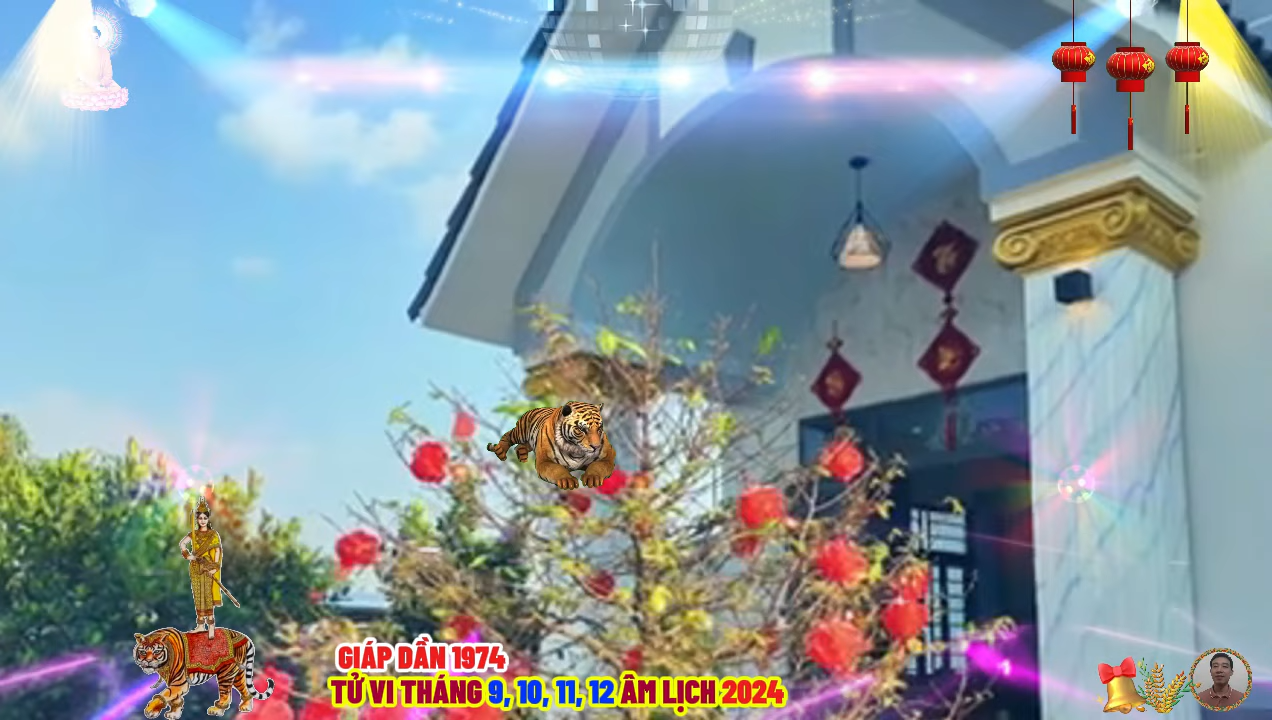 GIÁP DẦN 1974
TỬ VI THÁNG 9, 10, 11, 12 ÂM LỊCH 2024